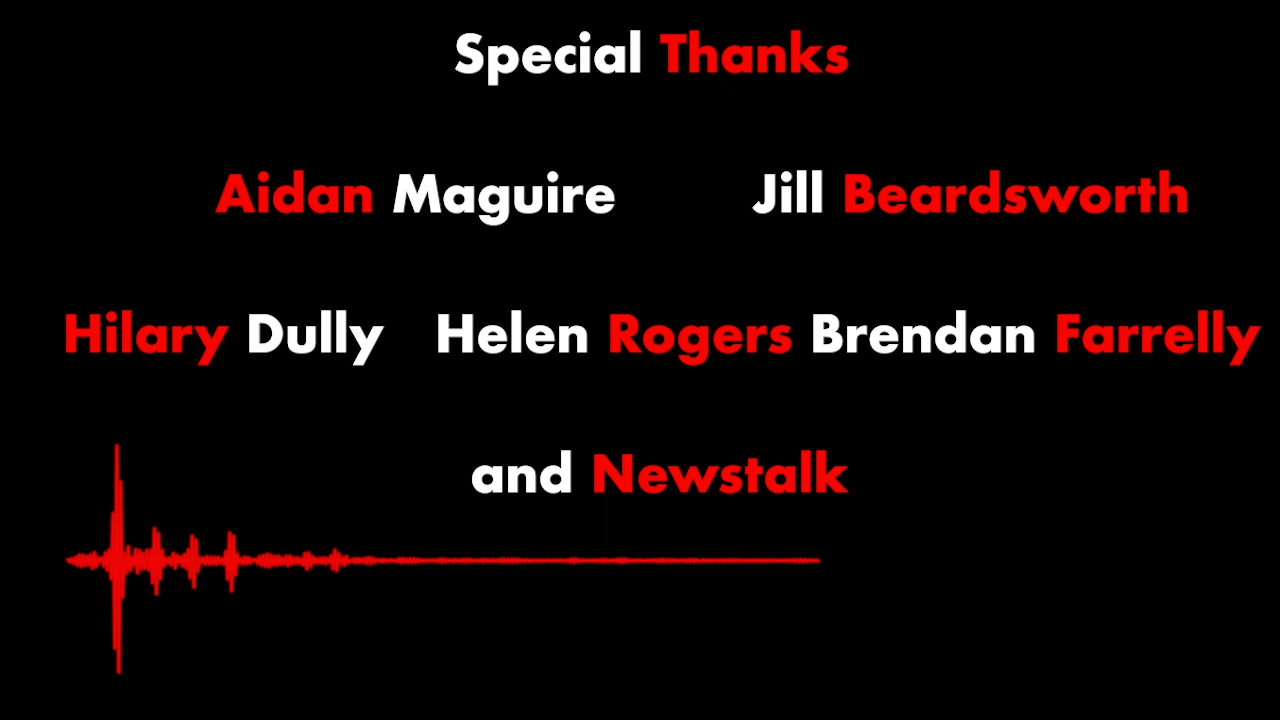 Special Thanks
Aidan Maguire Jill Beardsworth
Hilary Dully Helen Rogers Brendan Farrelly
and Newstalk